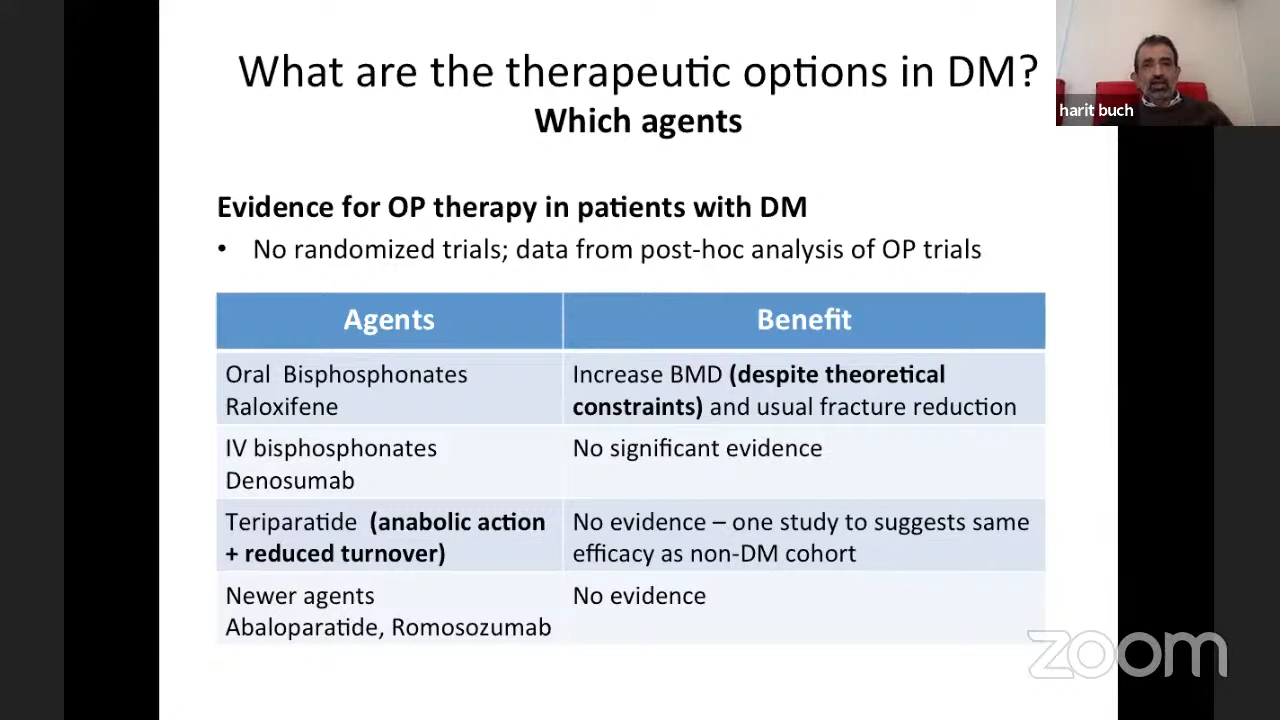 What are the therapeutic options in DM?
Which agents
harit buch
Evidence for OP therapy in patients with DM
• No randomized trials; data from post-hoc analysis of OP trials
Agents
Benefit
Oral Bisphosphonates
Raloxifene
Increase BMD (despite theoretical
constraints) and usual fracture reduction
IV bisphosphonates
Denosumab
No significant evidence
Teriparatide (anabolic action
+ reduced turnover)
No evidence – one study to suggests same
efficacy as non-DM cohort
Newer agents
Abaloparatide, Romosozumab
No evidence
zoom